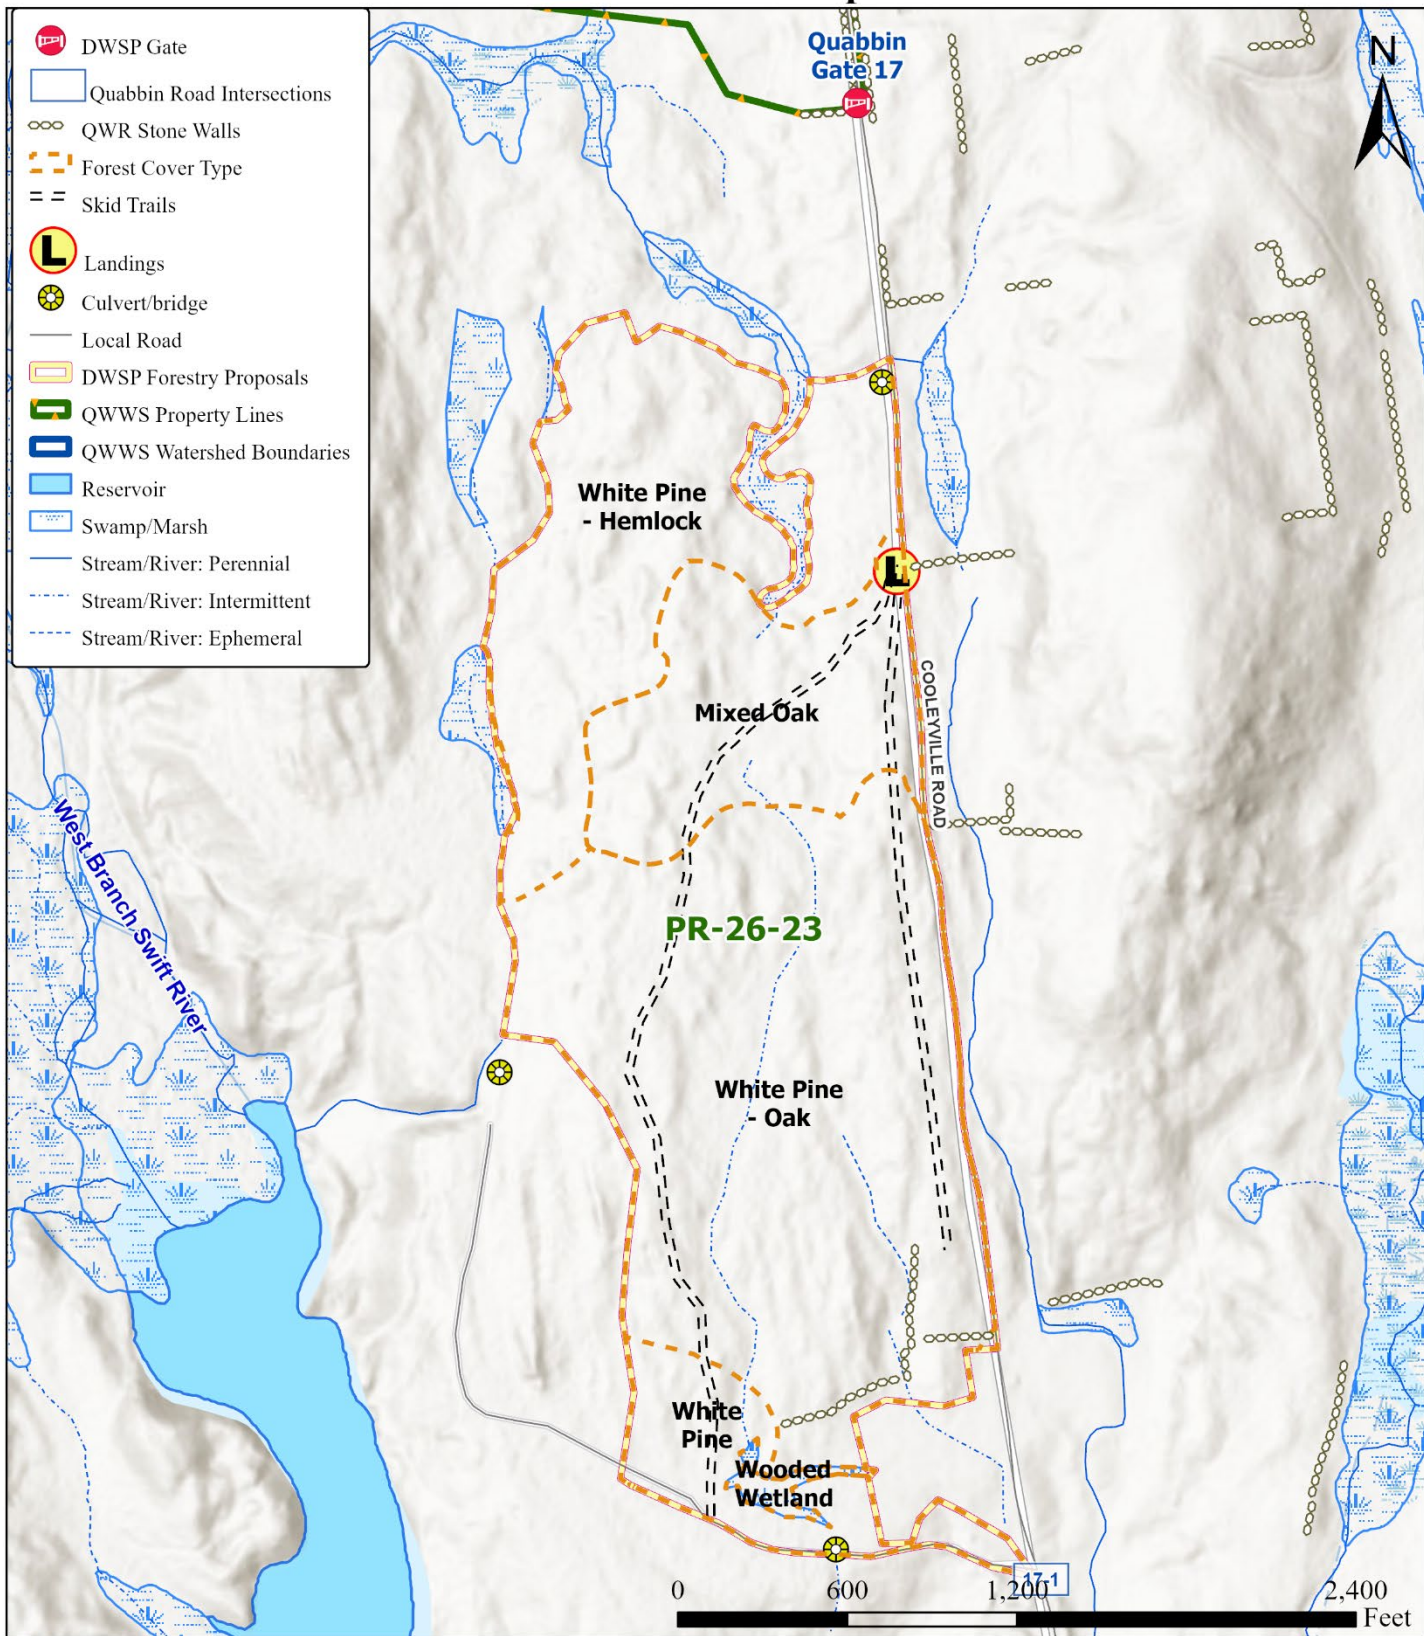 DWSP Gate
Quabbin Road Intersections
QWR Stone Walls
Forest Cover Type
Skid Trails
L
Landings
Culvert/bridge
Local Road
DWSP Forestry Proposals
QWWS Property Lines
QWWS Watershed Boundaries
Reservoir
Swamp/Marsh
Stream/River: Perennial
Stream/River: Intermittent
Stream/River: Ephemeral
Quabbin
Gate 17
N
White Pine
- Hemlock
L
Mixed Oak
COOLEYVILLE ROAD
West Branch Swift River
PR-26-23
White Pine
- Oak
White
Pine
Wooded
Wetland
17-1
0 600 1,200 2,400
Feet